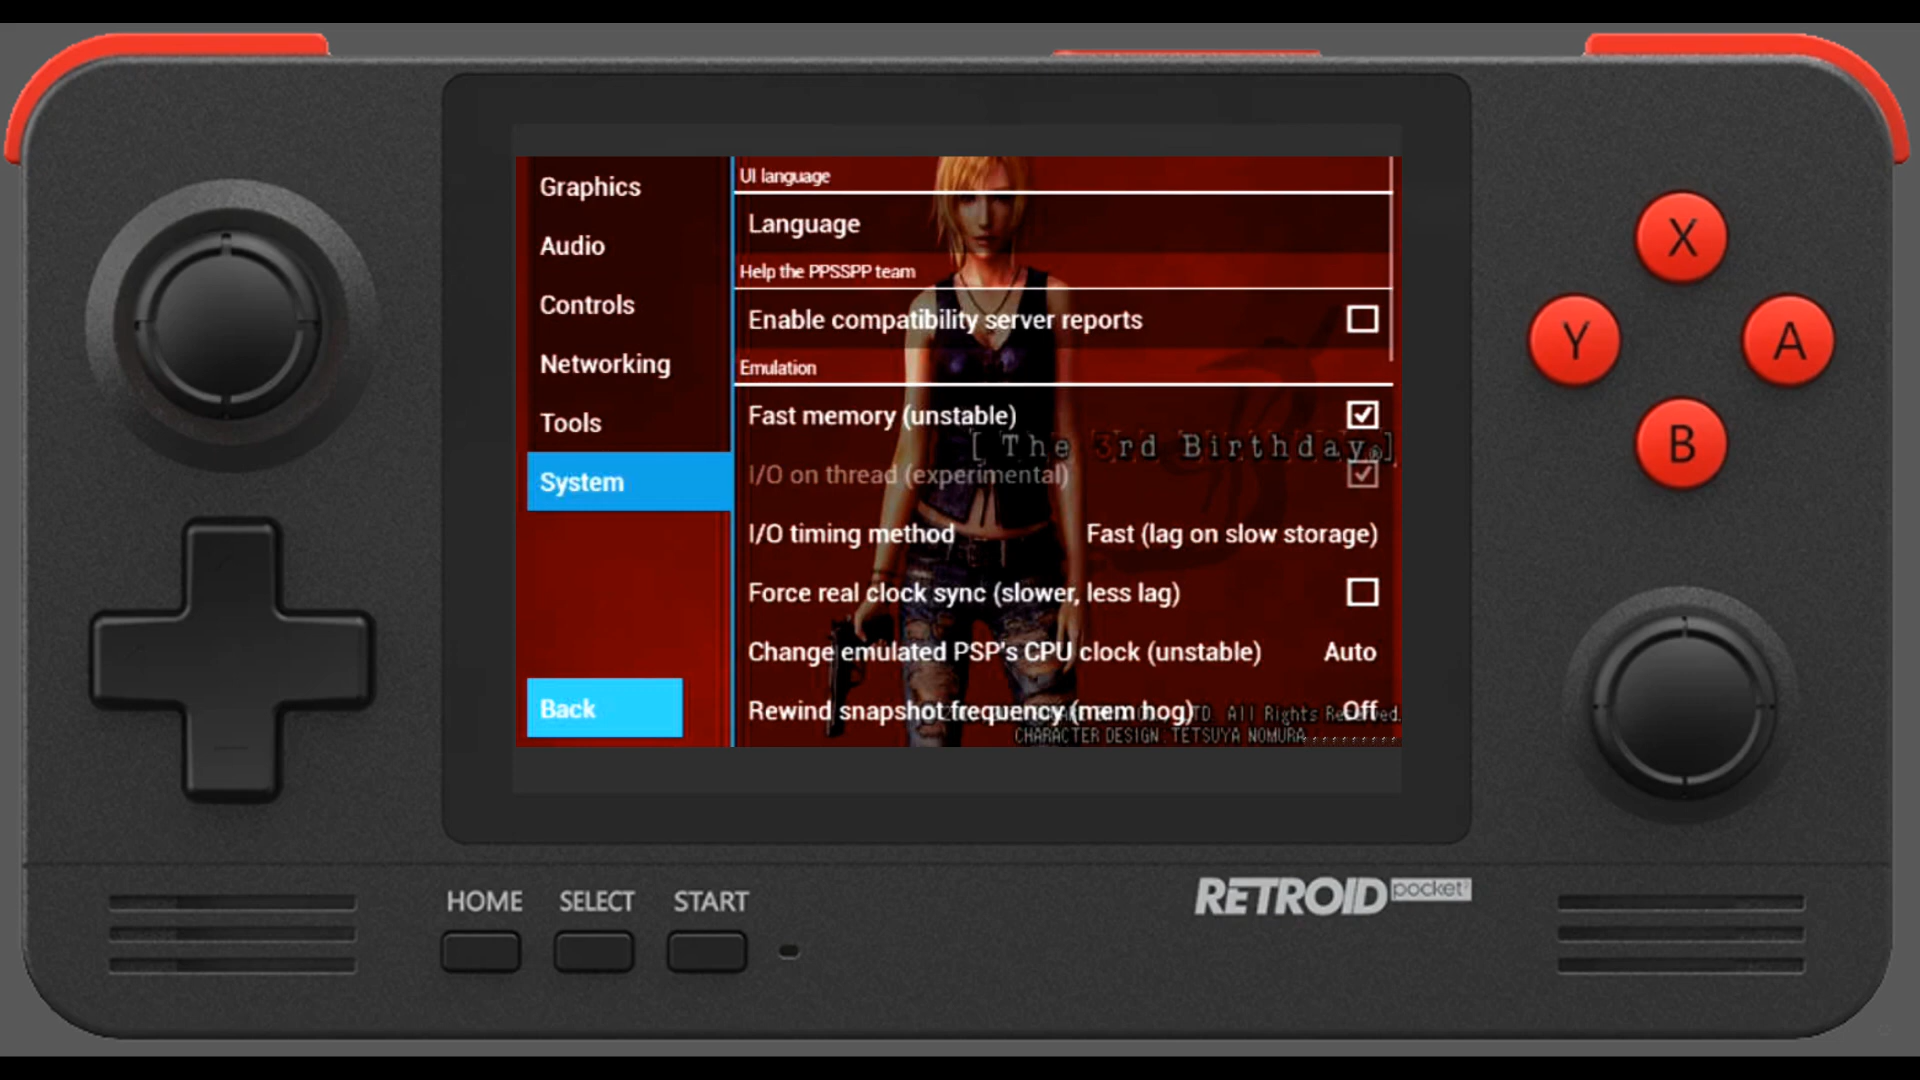 Graphics
Audio
Controls
Networking
Tools
System
Back
UI language
Language
Help the PPSSPP team
Enable compatibility server reports
Emulation
Fast memory (unstable)
[ The 3rd Birthday® ]
I/O on thread (experimental)
I/O timing method Fast (lag on slow storage)
Force real clock sync (slower, less lag)
Change emulated PSP's CPU clock (unstable) Auto
Rewind snapshot frequency (mem hog) Off
LTD. All Rights Reserved.
CHARACTER DESIGN : TETSUYA NOMURA
X
Y
A
B
HOME SELECT START
RETROID pocket2